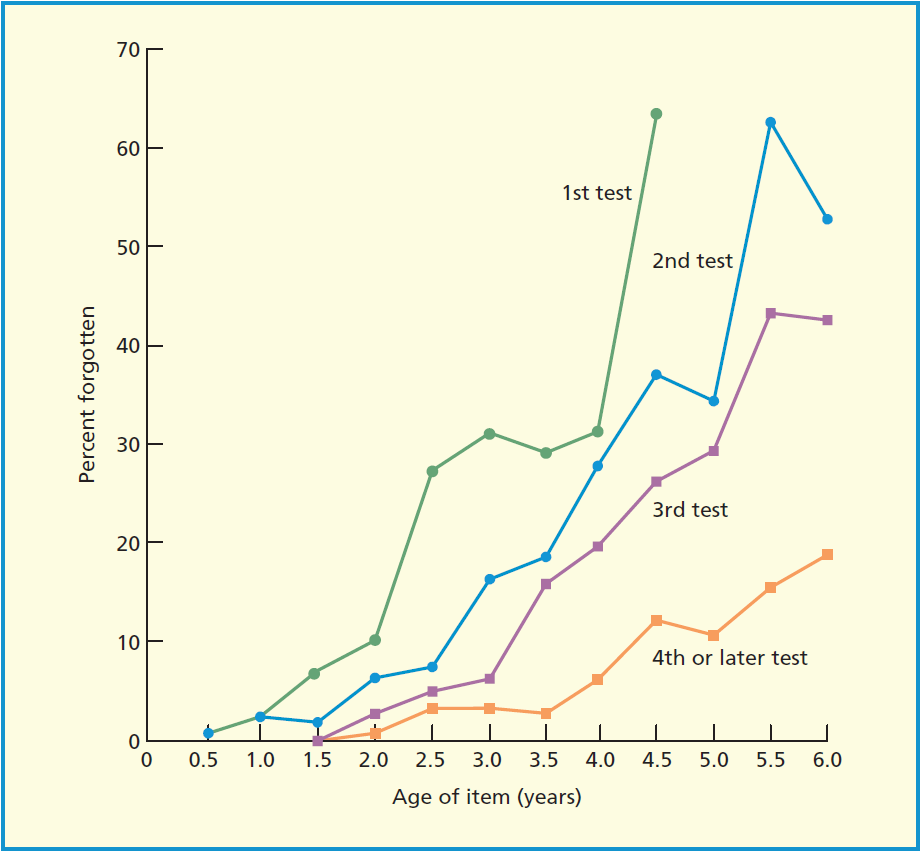 70
60
50
40
30
20
10
0
Percent forgotten
1st test
2nd test
3rd test
4th or later test
0 0.5 1.0 1.5 2.0 2.5 3.0 3.5 4.0 4.5 5.0 5.5 6.0
Age of item (years)